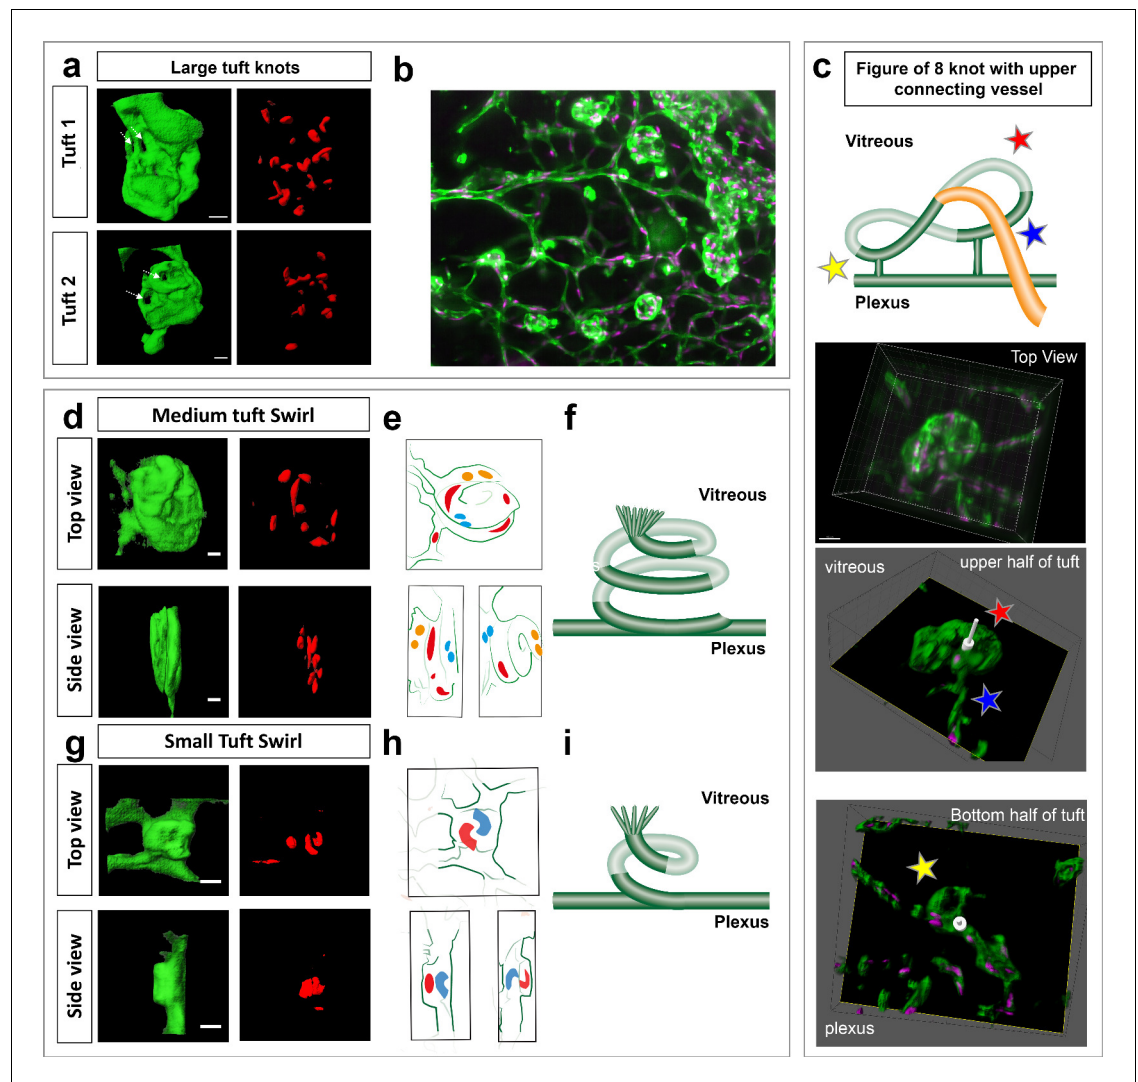 a
Large tuft knots
Tuft 1
Tuft 2
b
c
Figure of 8 knot with upper
connecting vessel
Vitreous
Plexus
Top View
vitreous
upper half of tuft
Bottom half of tuft
plexus
d
Medium tuft Swirl
Top view
Side view
e
f
Vitreous
Plexus
g
Small Tuft Swirl
Top view
Side view
h
i
Vitreous
Plexus